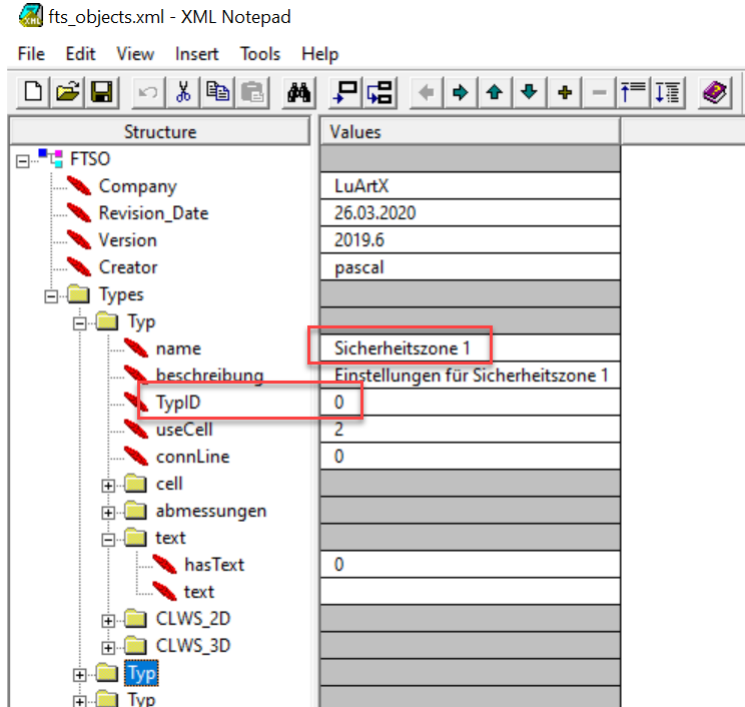 fts_objects.xml - XML Notepad
File Edit View Insert Tools Help
Structure Values
FTSO
Company LuArtX
Revision_Date 26.03.2020
Version 2019.6
Creator pascal
Types
Typ
name Sicherheitszone 1
beschreibung Einstellungen für Sicherheitszone 1
TypID 0
useCell 2
connLine 0
cell
abmessungen
text
hasText 0
text
CLWS_2D
CLWS_3D
Typ
Typ